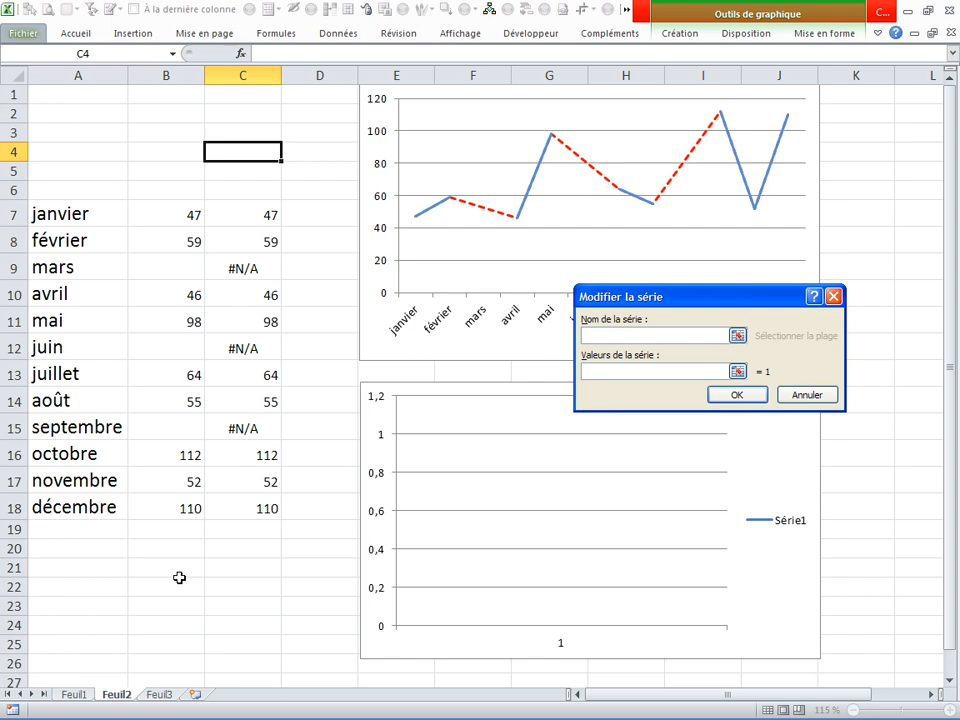 À la dernière colonne
Outils de graphique
C...
Fichier
Accueil
Insertion
Mise en page
Formules
Données
Révision
Affichage
Développeur
Compléments
Création
Disposition
Mise en forme
C4
fx
A B C D E F G H I J K L
1
2
3
4
5
6
7 janvier 47 47
8 février 59 59
9 mars #N/A
10 avril 46 46
11 mai 98 98
12 juin #N/A
13 juillet 64 64
14 août 55 55
15 septembre #N/A
16 octobre 112 112
17 novembre 52 52
18 décembre 110 110
19
20
21
22
23
24
25
26
27
120
100
80
60
40
20
0
janvier
février
mars
avril
mai
Modifier la série
Nom de la série :
Sélectionner la plage
Valeurs de la série :
= 1
OK
Annuler
1,2
1
0,8
0,6
0,4
0,2
0
1
Série1
Feuil1
Feuil2
Feuil3
115 %